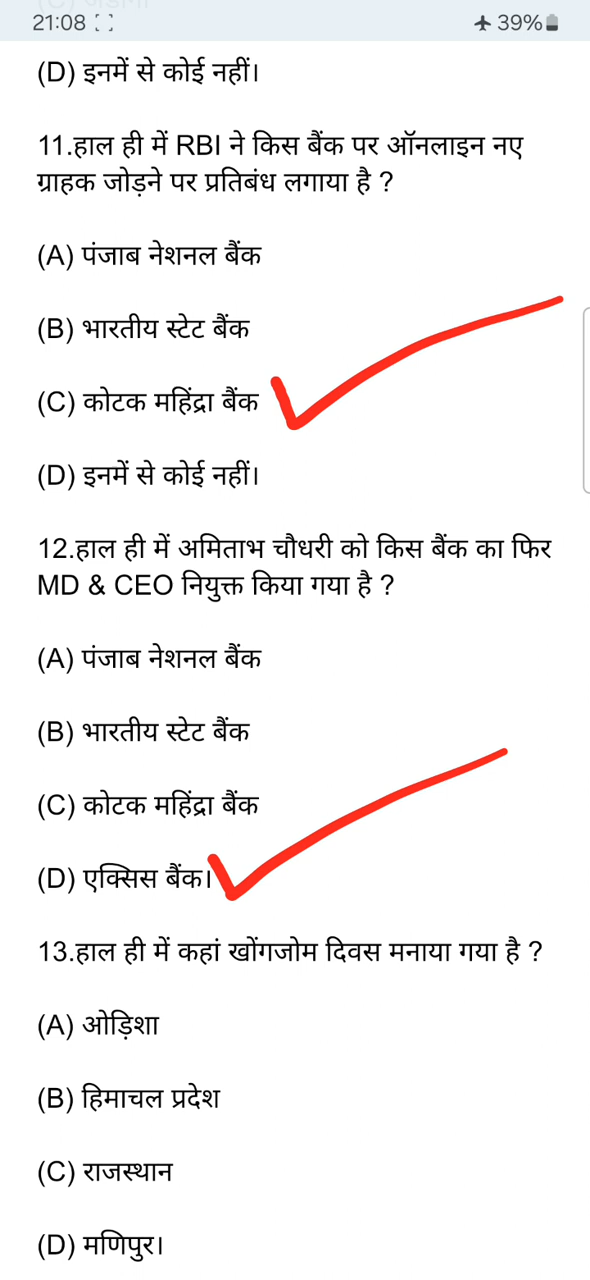 21:08
39%
(D) इनमें से कोई नहीं।
11.हाल ही में RBI ने किस बैंक पर ऑनलाइन नए
ग्राहक जोड़ने पर प्रतिबंध लगाया है ?
(A) पंजाब नेशनल बैंक
(B) भारतीय स्टेट बैंक
(C) कोटक महिंद्रा बैंक
(D) इनमें से कोई नहीं।
12.हाल ही में अमिताभ चौधरी को किस बैंक का फिर
MD & CEO नियुक्त किया गया है ?
(A) पंजाब नेशनल बैंक
(B) भारतीय स्टेट बैंक
(C) कोटक महिंद्रा बैंक
(D) एक्सिस बैंक।
13.हाल ही में कहां खोंगजोम दिवस मनाया गया है ?
(A) ओड़िशा
(B) हिमाचल प्रदेश
(C) राजस्थान
(D) मणिपुर।